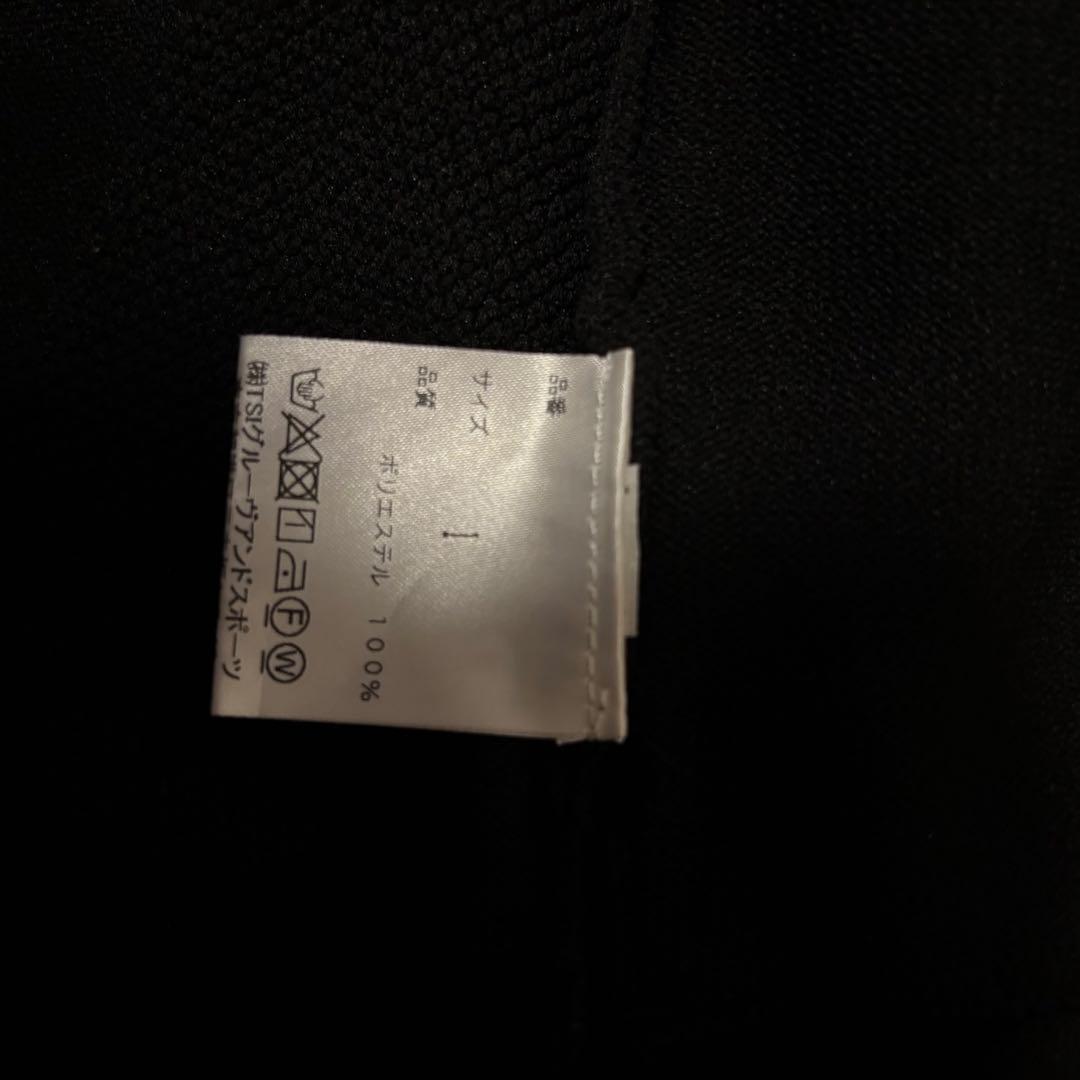 品番
サイズ 1
品質
ポリエステル 100%
F W
㈱TSIグルーヴアンドスポーツ